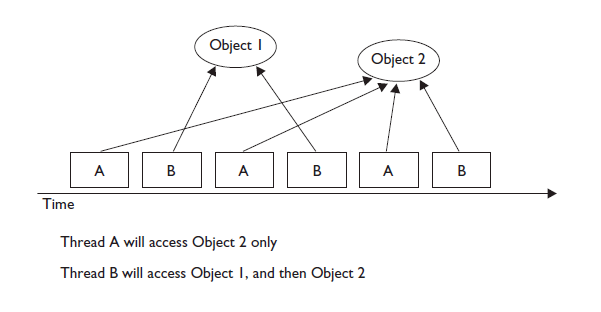 Object 1
Object 2
A B A B A B
Time
Thread A will access Object 2 only
Thread B will access Object 1, and then Object 2